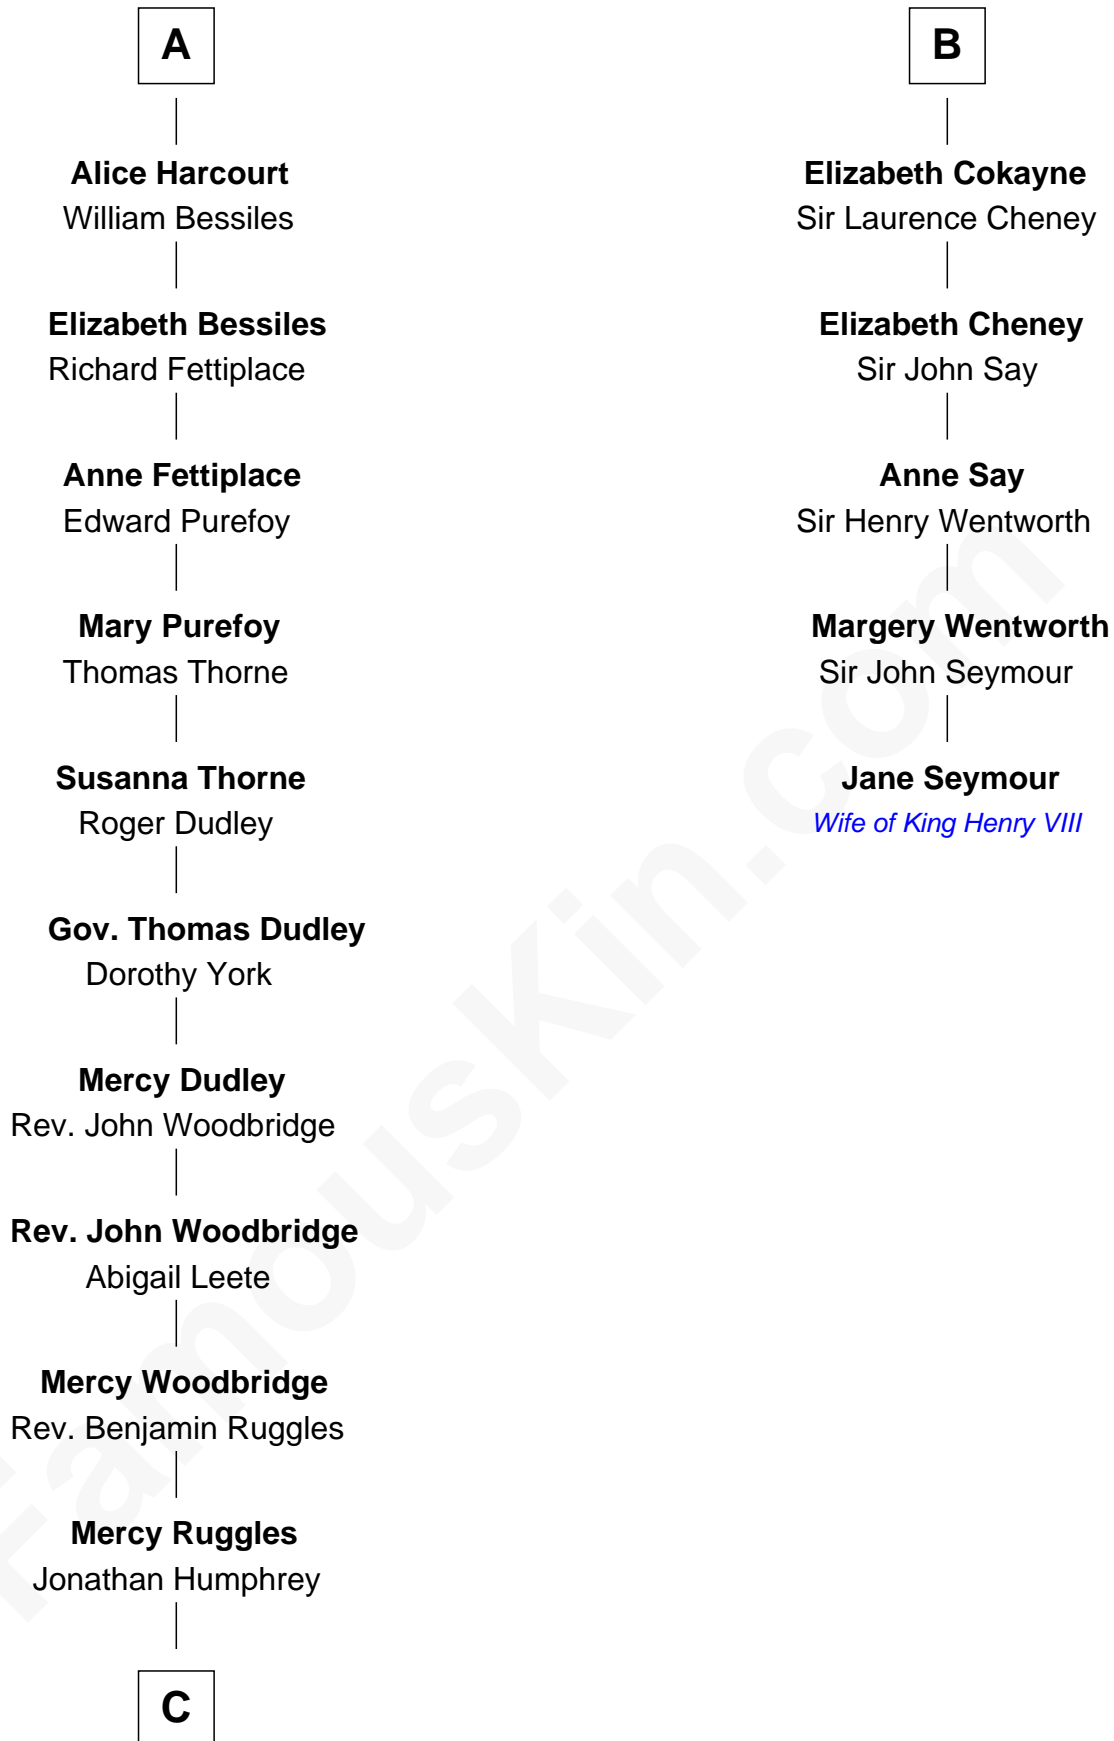 A
Alice Harcourt
William Bessiles
Elizabeth Bessiles
Richard Fettiplace
Anne Fettiplace
Edward Purefoy
Mary Purefoy
Thomas Thorne
Susanna Thorne
Roger Dudley
Gov. Thomas Dudley
Dorothy York
Mercy Dudley
Rev. John Woodbridge
Rev. John Woodbridge
Abigail Leete
Mercy Woodbridge
Rev. Benjamin Ruggles
Mercy Ruggles
Jonathan Humphrey
C
B
Elizabeth Cokayne
Sir Laurence Cheney
Elizabeth Cheney
Sir John Say
Anne Say
Sir Henry Wentworth
Margery Wentworth
Sir John Seymour
Jane Seymour
Wife of King Henry VIII
FamousKin.com